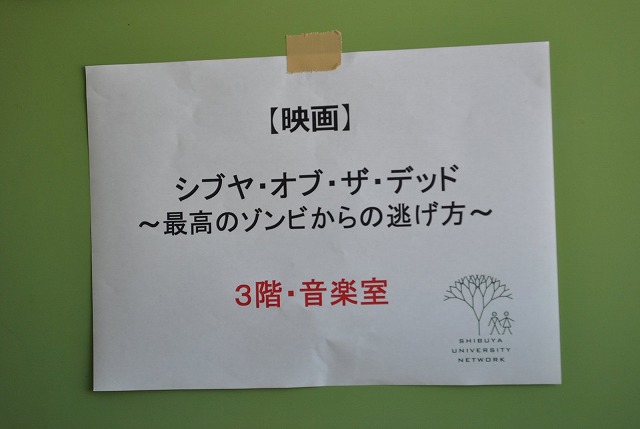 【映画】
シブヤ・オブ・ザ・デッド
～最高のゾンビからの逃げ方～
３階・音楽室
SHIBUYA
UNIVERSITY
NETWORK